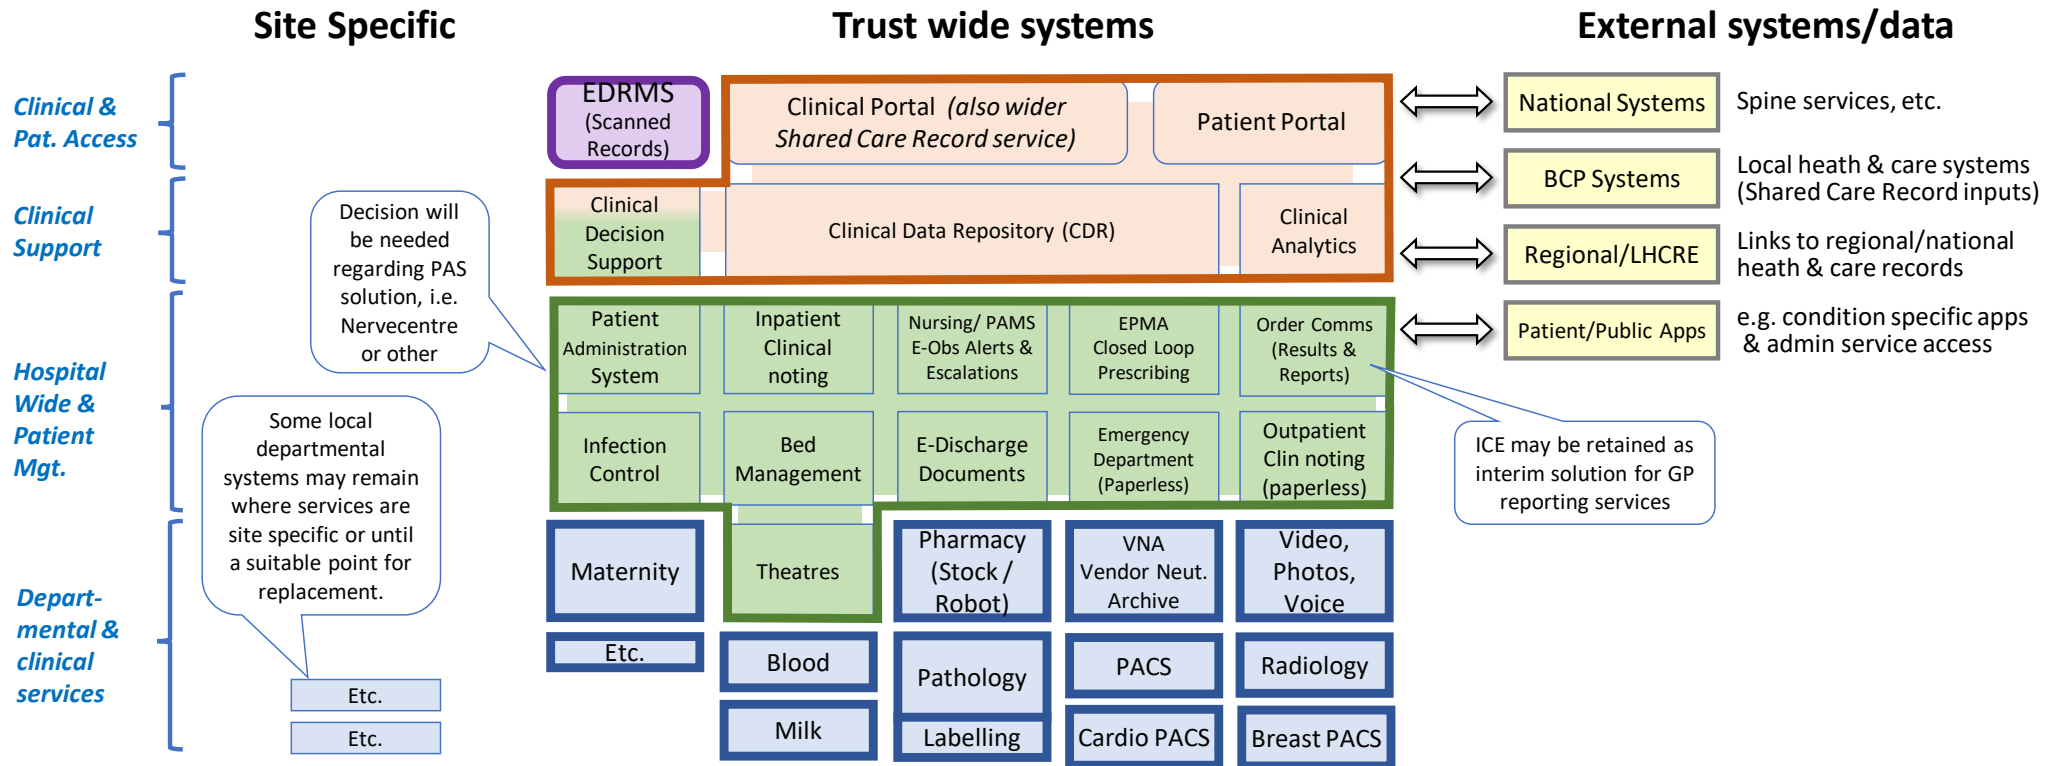 Site Specific
Trust wide systems
External systems/data
Clinical &
Pat. Access
EDRMS
(Scanned
Records)
Clinical Portal (also wider
Shared Care Record service)
Patient Portal
National Systems
Spine services, etc.
Clinical
Support
Clinical
Decision
Support
Clinical Data Repository (CDR)
Clinical
Analytics
BCP Systems
Local heath & care systems
(Shared Care Record inputs)
Regional/LHCRE
Links to regional/national
heath & care records
Decision will
be needed
regarding PAS
solution, i.e.
Nervecentre
or other
Hospital
Wide &
Patient
Mgt.
Patient
Administration
System
Inpatient
Clinical
noting
Nursing/ PAMS
E-Obs Alerts &
Escalations
EPMA
Closed Loop
Prescribing
Order Comms
(Results &
Reports)
Patient/Public Apps
e.g. condition specific apps
& admin service access
Infection
Control
Bed
Management
E-Discharge
Documents
Emergency
Department
(Paperless)
Outpatient
Clin noting
(paperless)
ICE may be retained as
interim solution for GP
reporting services
Some local
departmental
systems may remain
where services are
site specific or until
a suitable point for
replacement.
Depart-
mental &
clinical
services
Etc.
Etc.
Maternity
Theatres
Pharmacy
(Stock /
Robot)
VNA
Vendor Neut.
Archive
Video,
Photos,
Voice
Etc.
Blood
Pathology
PACS
Radiology
Milk
Labelling
Cardio PACS
Breast PACS